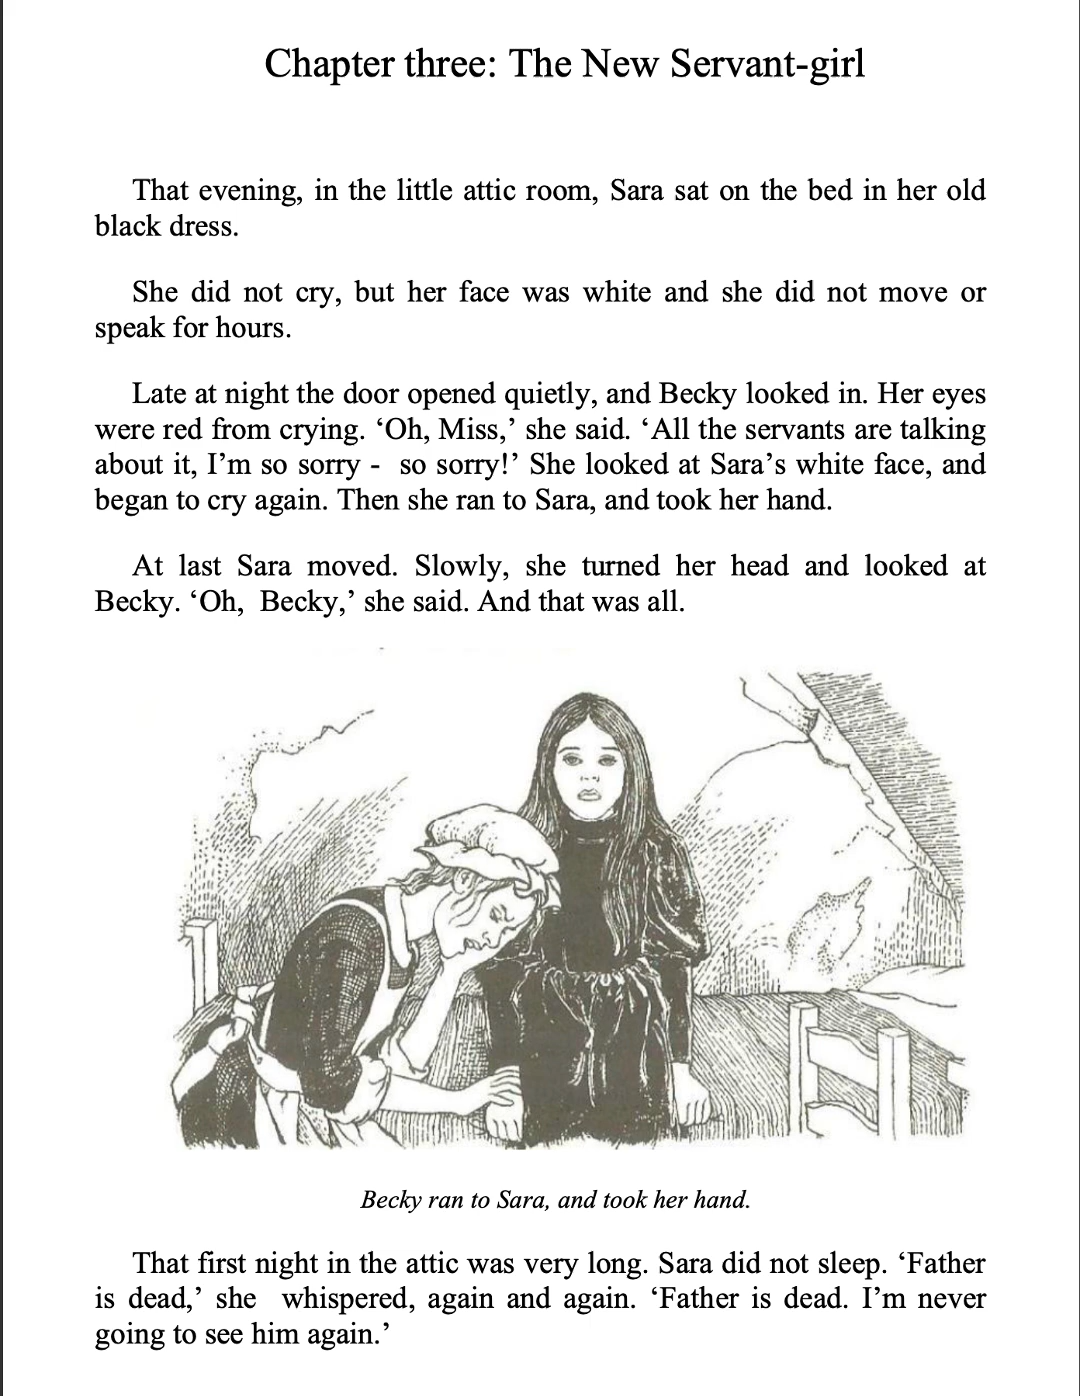 Chapter three: The New Servant-girl
That evening, in the little attic room, Sara sat on the bed in her old
black dress.
She did not cry, but her face was white and she did not move or
speak for hours.
Late at night the door opened quietly, and Becky looked in. Her eyes
were red from crying. ‘Oh, Miss,’ she said. ‘All the servants are talking
about it, I’m so sorry -  so sorry!’ She looked at Sara’s white face, and
began to cry again. Then she ran to Sara, and took her hand.
At last Sara moved. Slowly, she turned her head and looked at
Becky. ‘Oh,  Becky,’ she said. And that was all.
Becky ran to Sara, and took her hand.
That first night in the attic was very long. Sara did not sleep. ‘Father
is dead,’ she  whispered, again and again. ‘Father is dead. I’m never
going to see him again.’